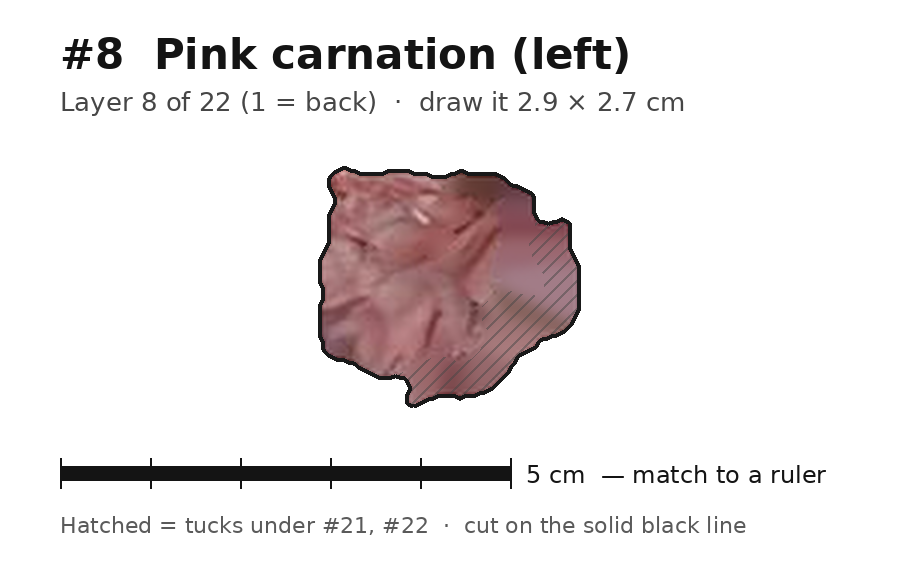 #8 Pink carnation (left)
Layer 8 of 22 (1 = back) · draw it 2.9 × 2.7 cm
5 cm — match to a ruler
Hatched = tucks under #21, #22 · cut on the solid black line